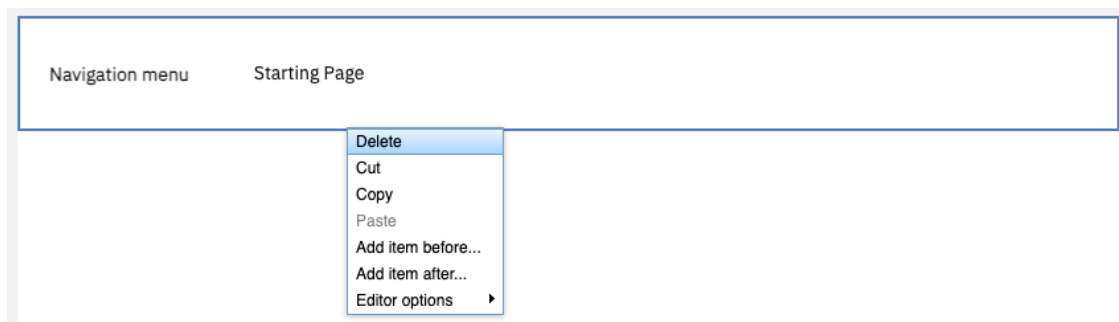 Navigation menu Starting Page
Delete
Cut
Copy
Paste
Add item before...
Add item after...
Editor options